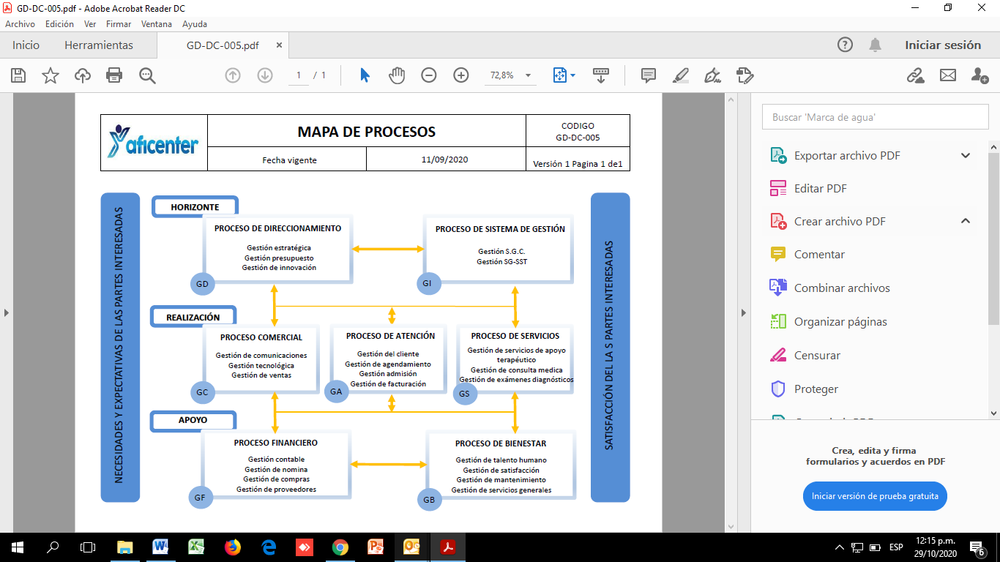 GD-DC-005.pdf - Adobe Acrobat Reader DC
Archivo Edición Ver Firmar Ventana Ayuda
Inicio Herramientas GD-DC-005.pdf × Iniciar sesión
1 / 1 72,8%
aficenter
MAPA DE PROCESOS
CODIGO
GD-DC-005
Fecha vigente
11/09/2020
Versión 1 Pagina 1 de1
NECESIDADES Y EXPECTATIVAS DE LAS PARTES INTERESADAS
HORIZONTE
PROCESO DE DIRECCIONAMIENTO
Gestión estratégica
Gestión presupuesto
Gestión de innovación
GD
PROCESO DE SISTEMA DE GESTIÓN
Gestión S.G.C.
Gestión SG-SST
GI
REALIZACIÓN
PROCESO COMERCIAL
Gestión de comunicaciones
Gestión tecnológica
Gestión de ventas
GC
PROCESO DE ATENCIÓN
Gestión del cliente
Gestión de agendamiento
Gestión admisión
Gestión de facturación
GA
PROCESO DE SERVICIOS
Gestión de servicios de apoyo
terapéutico
Gestión de consulta medica
Gestión de exámenes diagnósticos
GS
APOYO
PROCESO FINANCIERO
Gestión contable
Gestión de nomina
Gestión de compras
Gestión de proveedores
GF
PROCESO DE BIENESTAR
Gestión de talento humano
Gestión de satisfacción
Gestión de mantenimiento
Gestión de servicios generales
GB
SATISFACCIÓN DEL LA S PARTES INTERESADAS
Buscar 'Marca de agua'
Exportar archivo PDF
Editar PDF
Crear archivo PDF
Comentar
Combinar archivos
Organizar páginas
Censurar
Proteger
Crea, edita y firma
formularios y acuerdos en PDF
Iniciar versión de prueba gratuita
ESP
12:15 p.m.
29/10/2020
6